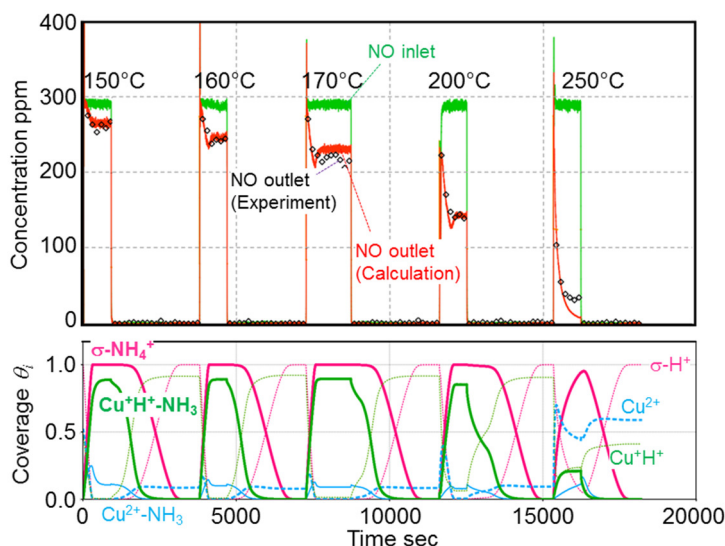 400
300
200
100
0
Concentration ppm
150°C
160°C
170°C
200°C
250°C
NO inlet
NO outlet
(Experiment)
NO outlet
(Calculation)
1.0
0.5
0.0
Coverage θᵢ
σ-NH₄⁺
Cu⁺H⁺-NH₃
Cu²⁺-NH₃
σ-H⁺
Cu²⁺
Cu⁺H⁺
0
5000
10000
15000
20000
Time sec